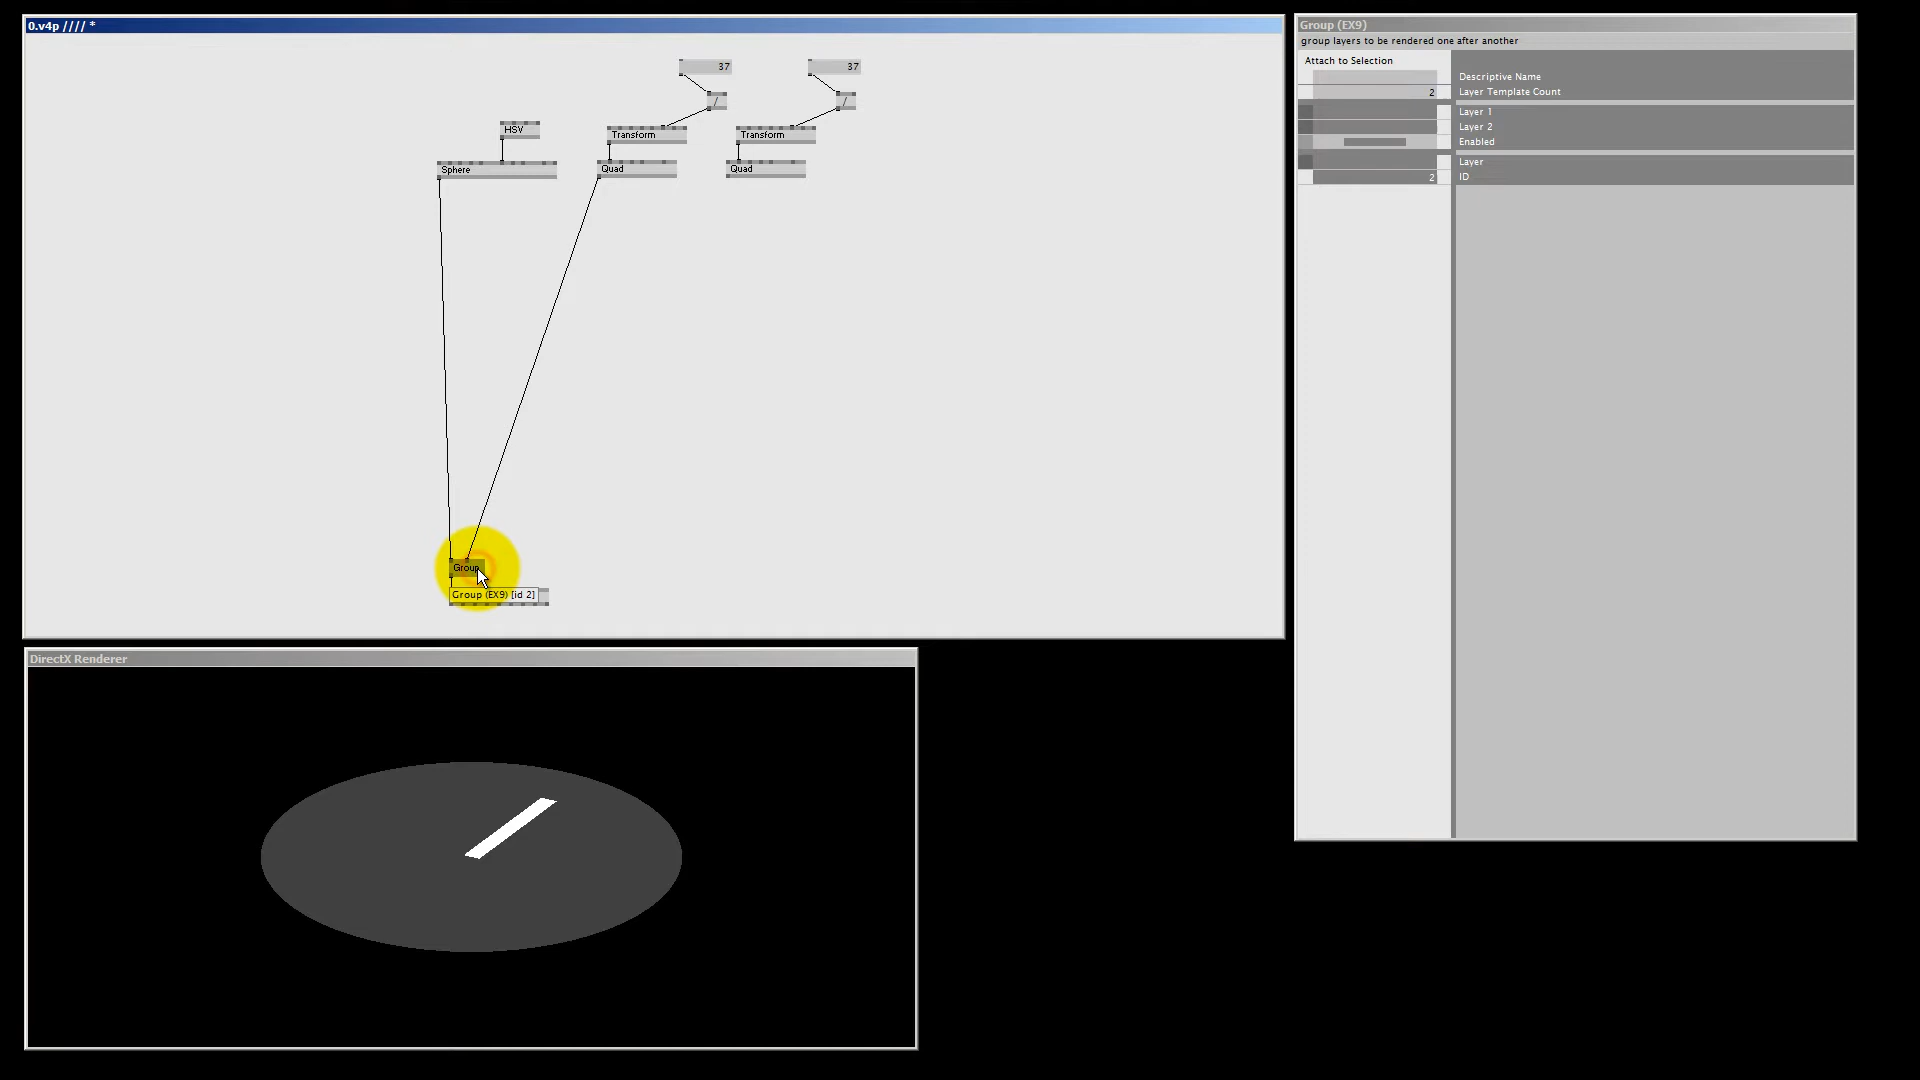 0.v4p //// *
37
37
/
/
HSV
Transform
Transform
Sphere
Quad
Quad
Group
Group (EX9) [id 2]
DirectX Renderer
Group (EX9)
group layers to be rendered one after another
Attach to Selection
Descriptive Name
2 Layer Template Count
Layer 1
Layer 2
Enabled
Layer
2 ID